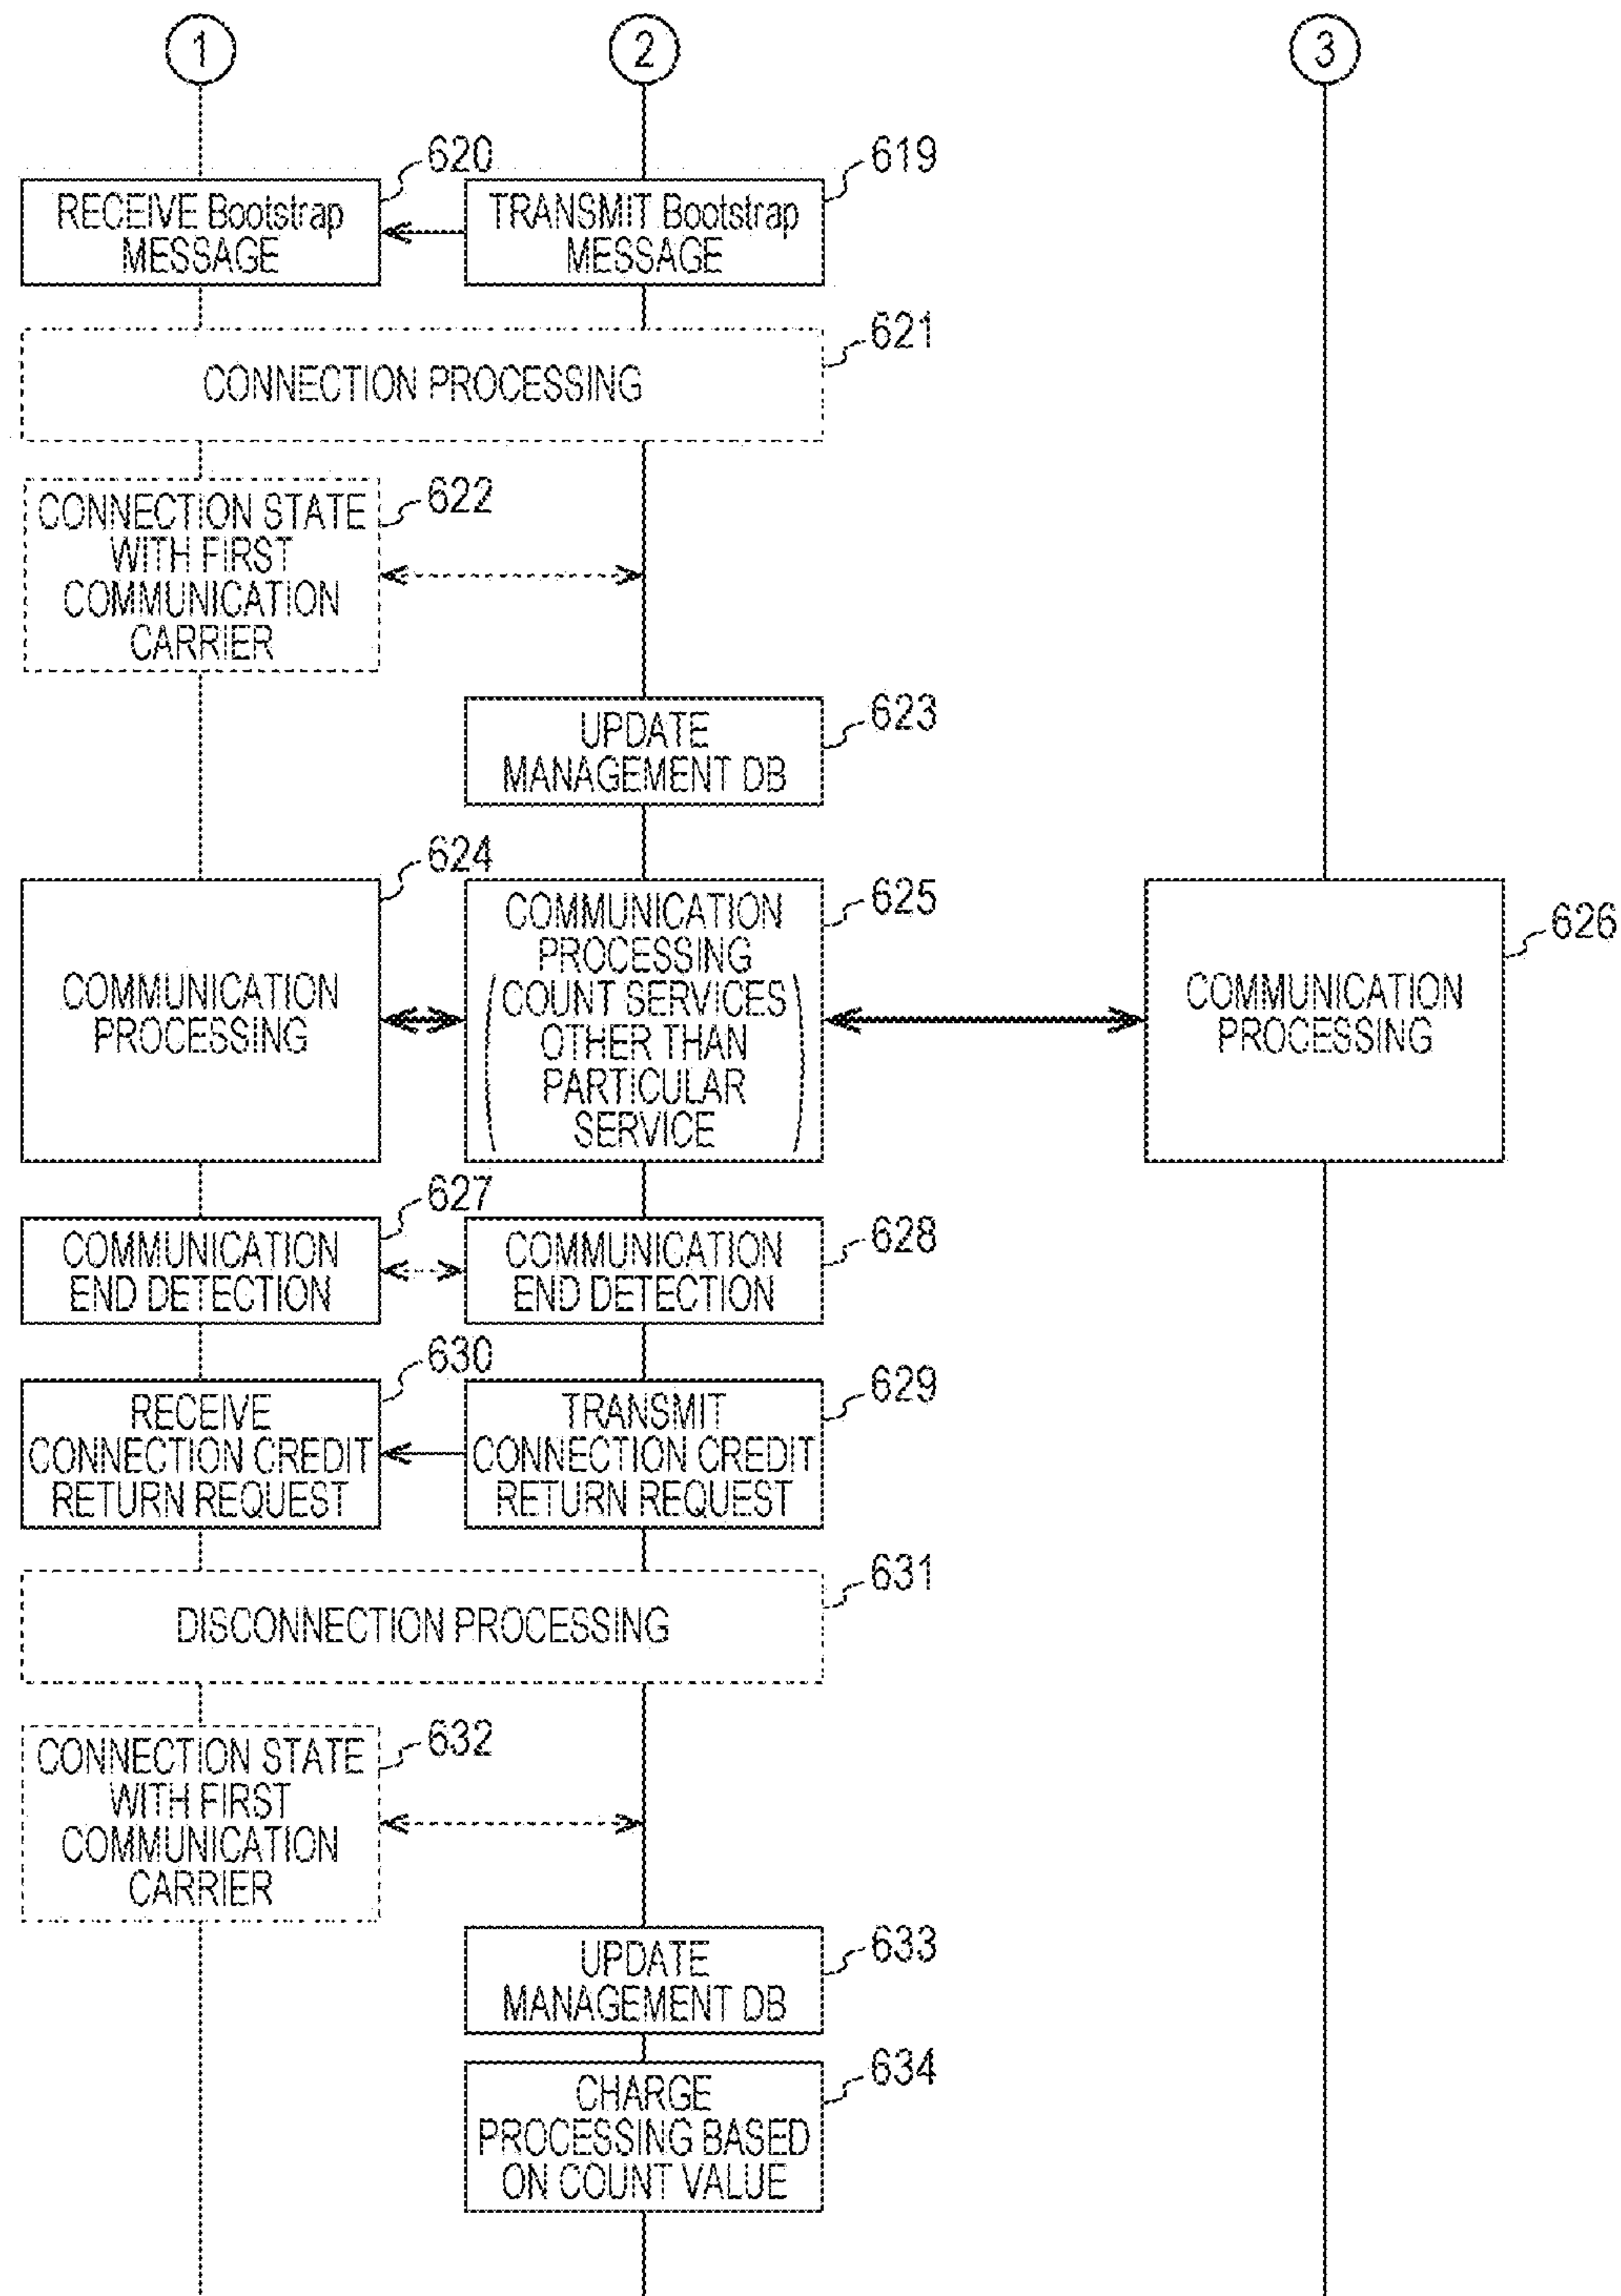 1
2
3
620
619
RECEIVE Bootstrap
MESSAGE
TRANSMIT Bootstrap
MESSAGE
621
CONNECTION PROCESSING
622
CONNECTION STATE
WITH FIRST
COMMUNICATION
CARRIER
623
UPDATE
MANAGEMENT DB
624
COMMUNICATION
PROCESSING
625
COMMUNICATION
PROCESSING
(COUNT SERVICES
OTHER THAN
PARTICULAR
SERVICE)
626
COMMUNICATION
PROCESSING
627
COMMUNICATION
END DETECTION
628
COMMUNICATION
END DETECTION
630
RECEIVE
CONNECTION CREDIT
RETURN REQUEST
629
TRANSMIT
CONNECTION CREDIT
RETURN REQUEST
631
DISCONNECTION PROCESSING
632
CONNECTION STATE
WITH FIRST
COMMUNICATION
CARRIER
633
UPDATE
MANAGEMENT DB
634
CHARGE
PROCESSING BASED
ON COUNT VALUE